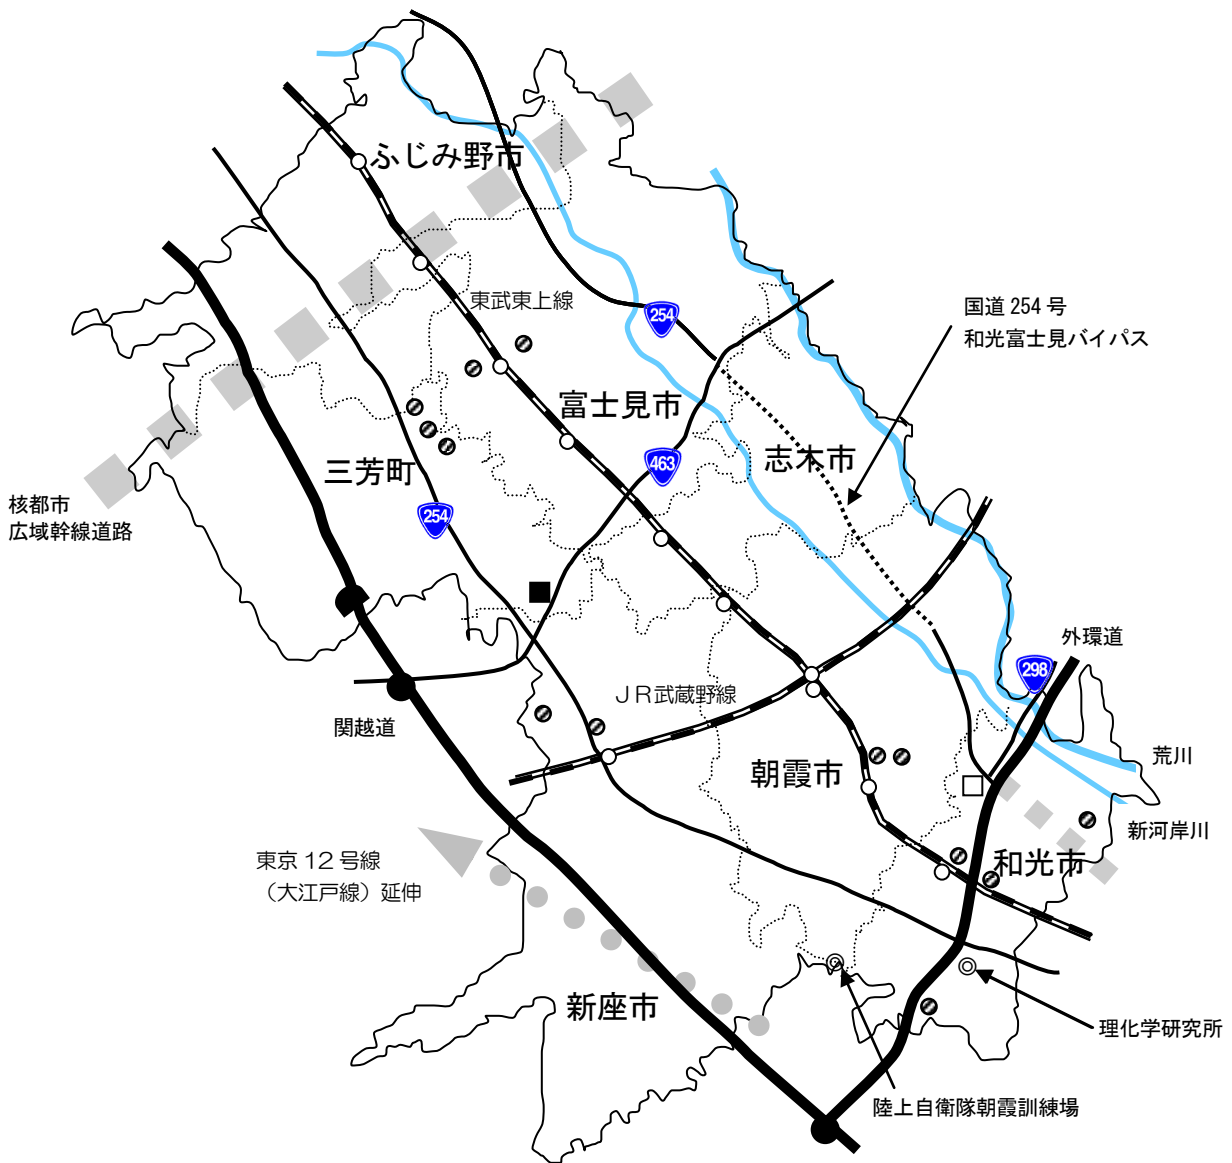 ふじみ野市
東武東上線
254
国道254号
和光富士見バイパス
富士見市
463
志木市
三芳町
254
核都市
広域幹線道路
外環道
298
JR武蔵野線
関越道
荒川
朝霞市
新河岸川
和光市
東京12号線
（大江戸線）延伸
新座市
理化学研究所
陸上自衛隊朝霞訓練場